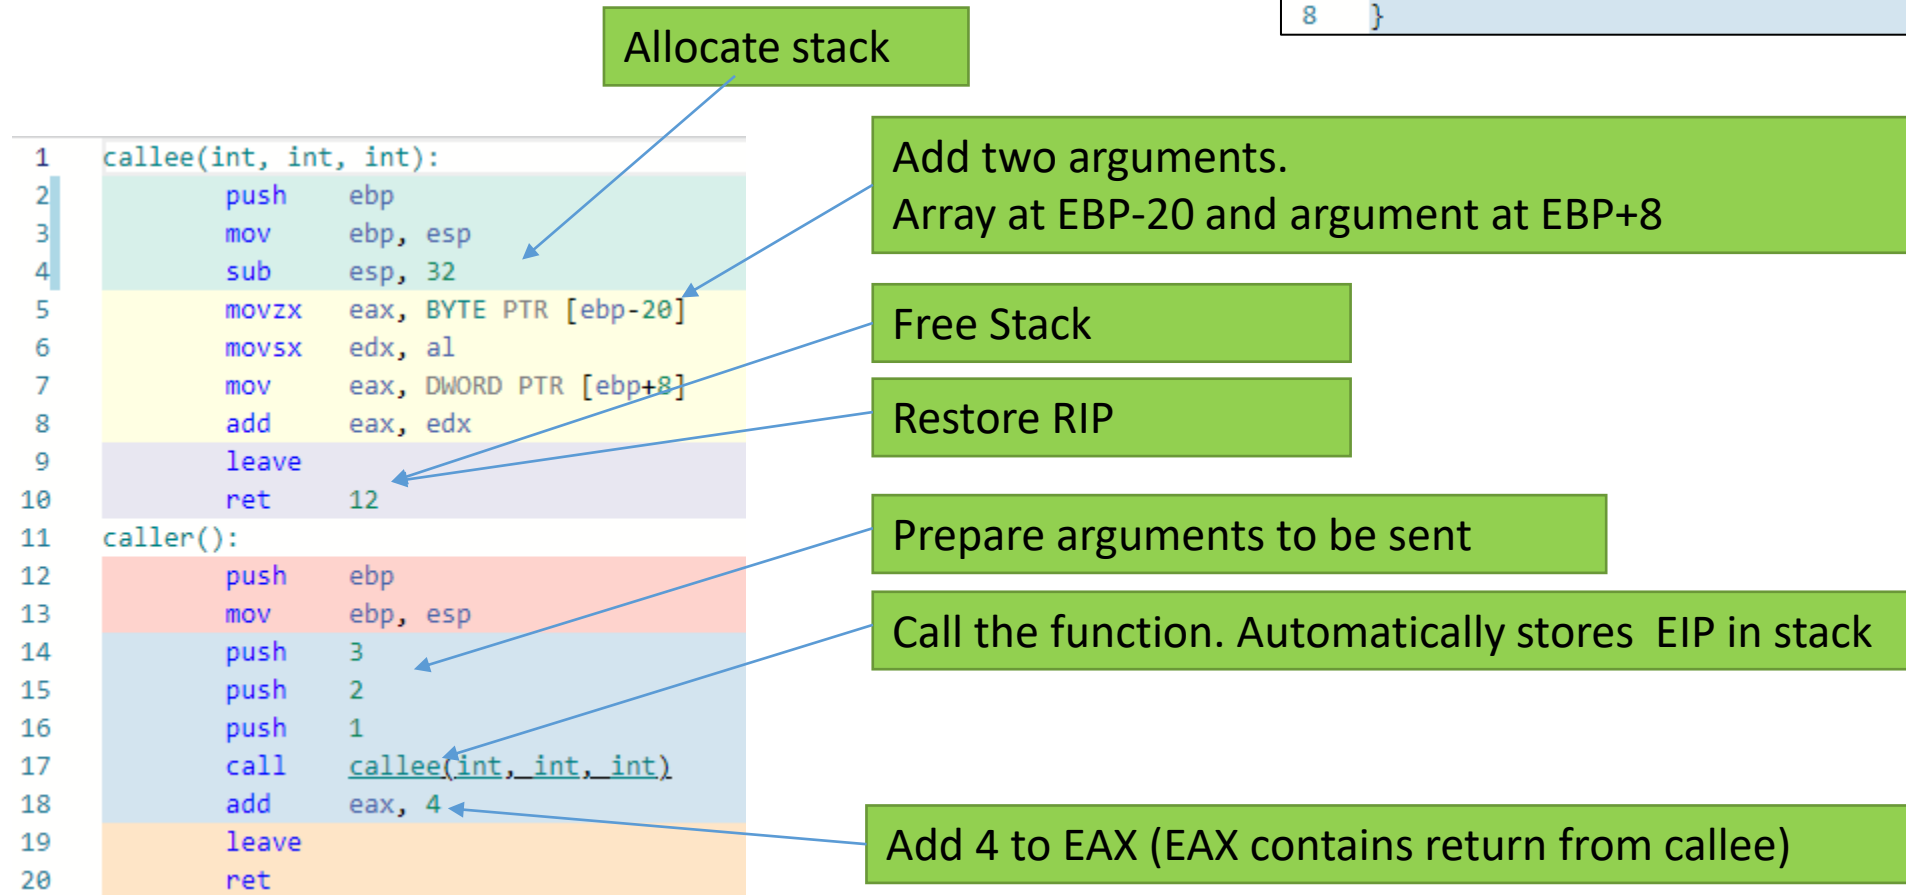 8 }
Allocate stack
1 callee(int, int, int):
2 push ebp
3 mov ebp, esp
4 sub esp, 32
5 movzx eax, BYTE PTR [ebp-20]
6 movsx edx, al
7 mov eax, DWORD PTR [ebp+8]
8 add eax, edx
9 leave
10 ret 12
11 caller():
12 push ebp
13 mov ebp, esp
14 push 3
15 push 2
16 push 1
17 call callee(int, int, int)
18 add eax, 4
19 leave
20 ret
Add two arguments.
Array at EBP-20 and argument at EBP+8
Free Stack
Restore RIP
Prepare arguments to be sent
Call the function. Automatically stores EIP in stack
Add 4 to EAX (EAX contains return from callee)